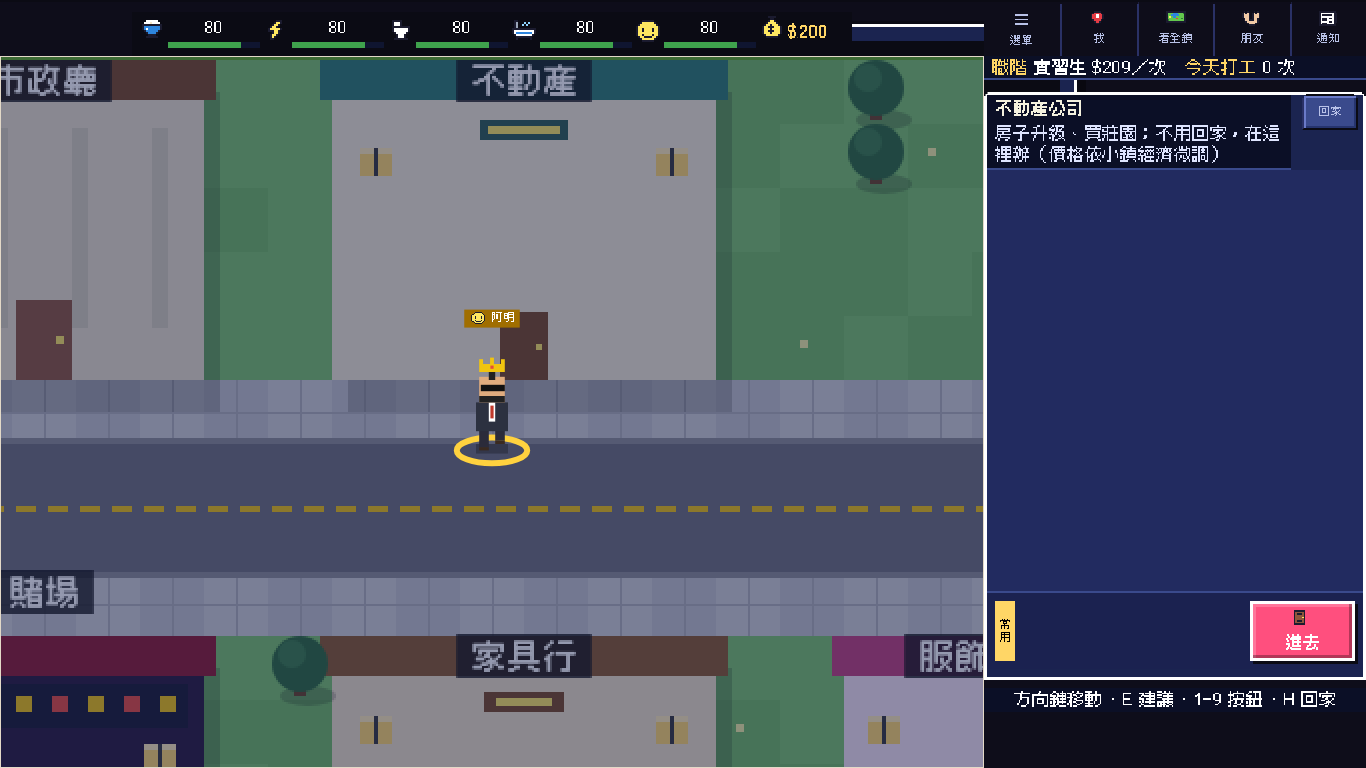 80
80
80
80
80
$200
選單
我
看全鎮
朋友
通知
職階 實習生 $209/次 今天打工 0 次
市政廳
不動產
不動產公司
回家
房子升級、買莊園；不用回家，在這
裡辦（價格依小鎮經濟微調）
阿明
賭場
家具行
服飾
常用
進去
方向鍵移動 · E 建議 · 1-9 按鈕 · H 回家